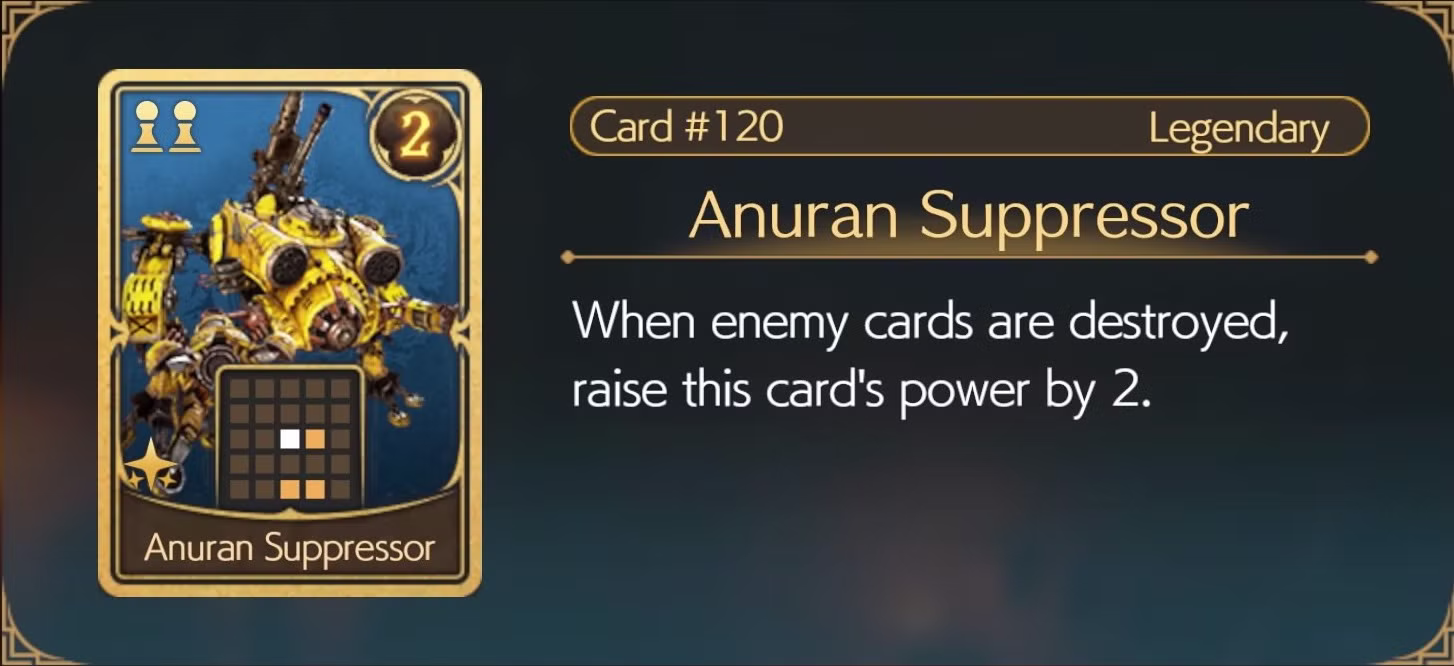 2
Anuran Suppressor
Card #120 Legendary
Anuran Suppressor
When enemy cards are destroyed,
raise this card's power by 2.